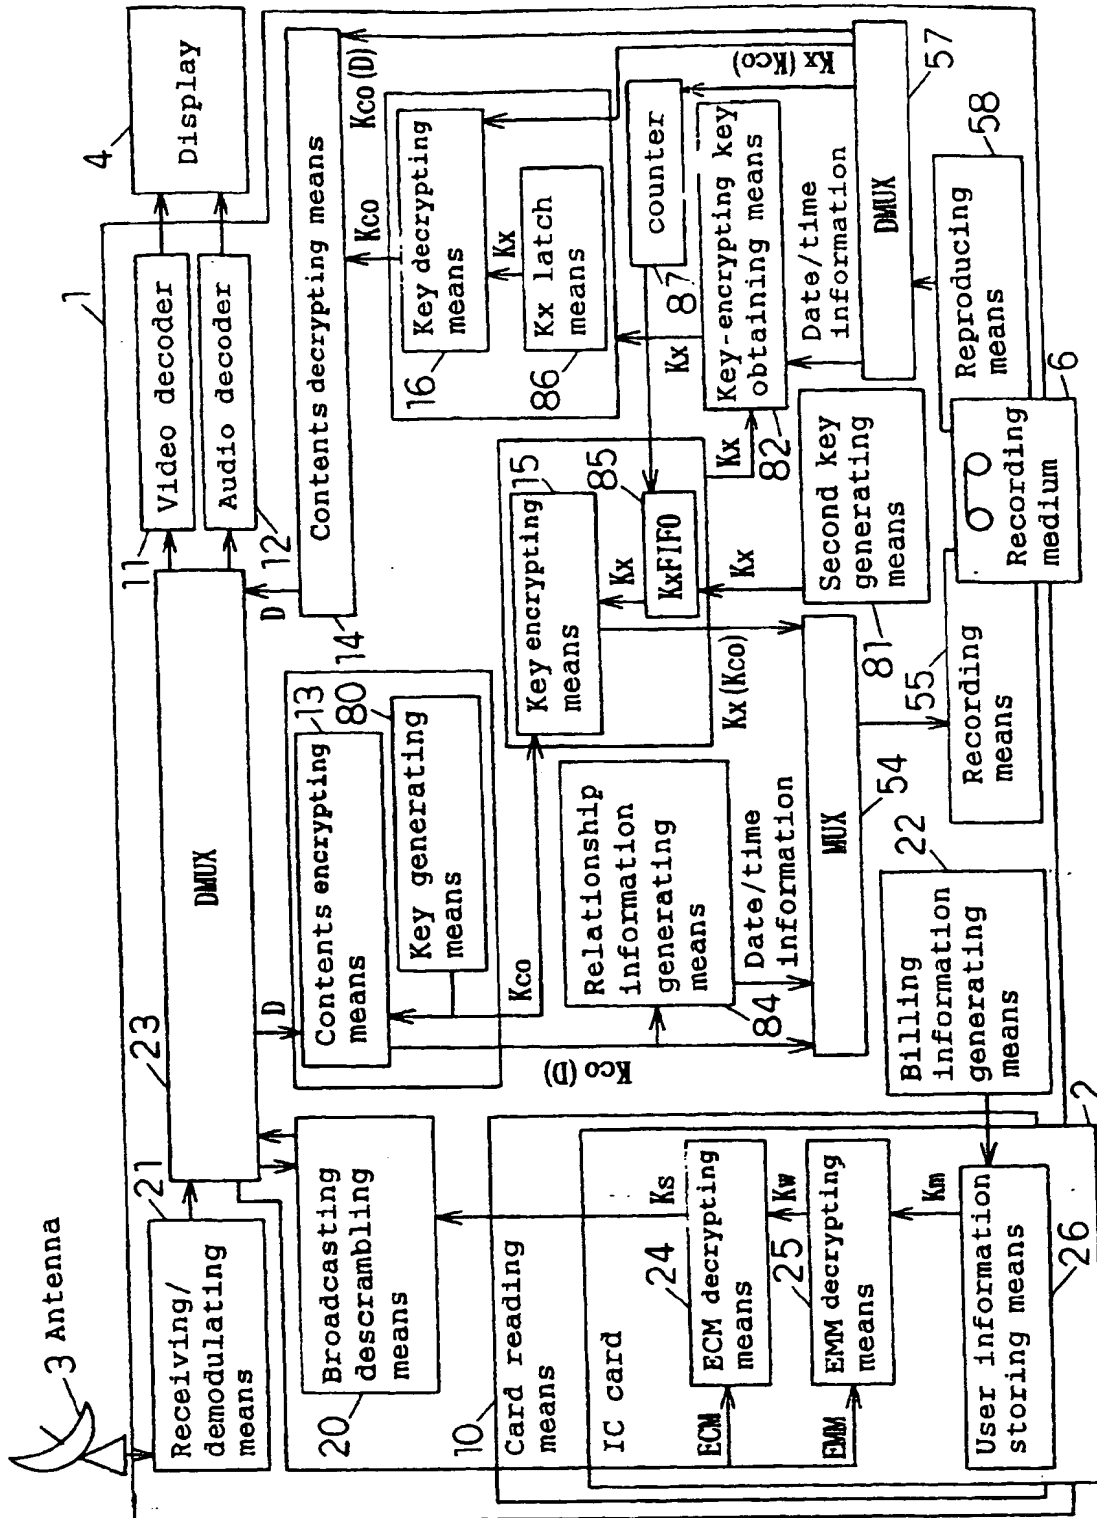 3 Antenna
21
Receiving/
demodulating
means
23
DMUX
1
11
Video decoder
12
Audio decoder
4
Display
20
Broadcasting
descrambling
means
D
13
Contents encrypting
means
80
Key generating
means
D
14
Contents decrypting means
Kco
Kco (D)
Kco
Kco (D)
16
Key decrypting
means
Kx
86
Kx latch
means
10
Card reading
means
Ks
IC card
ECM
24
ECM decrypting
means
Kw
EMM
25
EMM decrypting
means
Km
User information
storing means
26
2
22
Billing
information
generating
means
Relationship
information
generating
means
84
Date/time
information
15
Key encrypting
means
Kx
85
KxFIFO
Kx (Kco)
Kx
Kx
Kx
87
counter
82
Key-encrypting key
obtaining means
Kx (Kco)
Date/time
information
DMUX
57
MUX
54
81
Second key
generating
means
55
Recording
means
Recording
medium
6
Reproducing
means
58